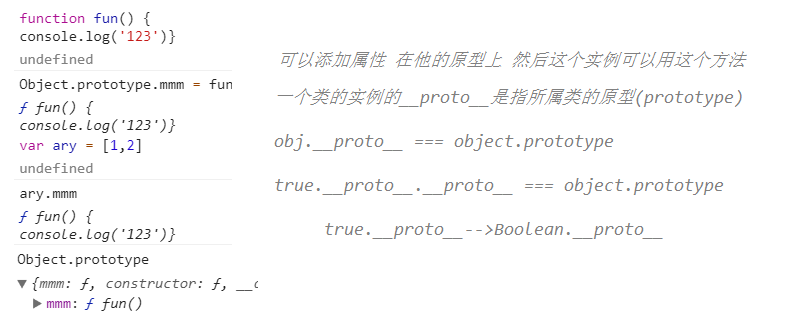 function fun() {
console.log('123')}
undefined
Object.prototype.mmm = fun
ƒ fun() {
console.log('123')}
var ary = [1,2]
undefined
ary.mmm
ƒ fun() {
console.log('123')}
Object.prototype
▼{mmm: ƒ, constructor: ƒ, __
▶mmm: ƒ fun()
可以添加属性 在他的原型上 然后这个实例可以用这个方法
一个类的实例的__proto__是指所属类的原型(prototype)
obj.__proto__ === object.prototype
true.__proto__.__proto__ === object.prototype
true.__proto__-->Boolean.__proto__